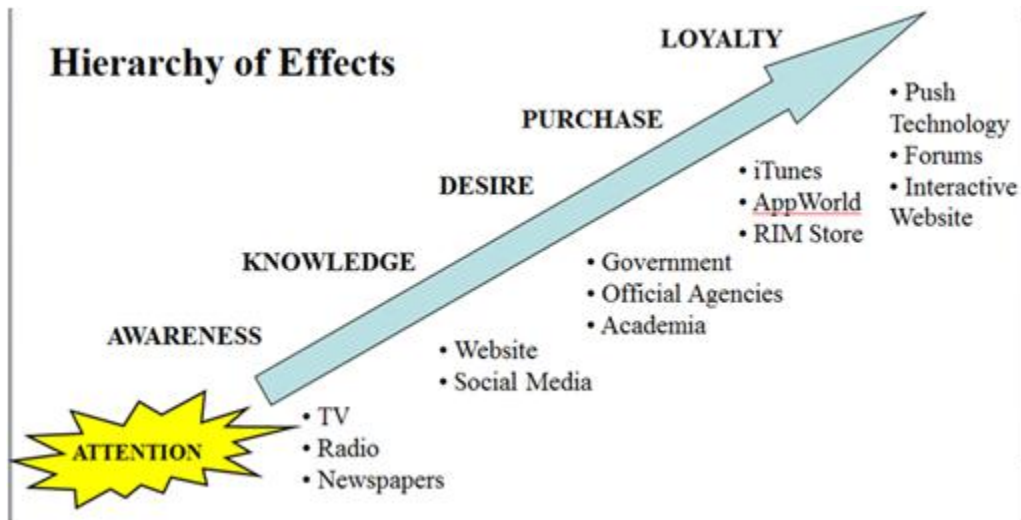 Hierarchy of Effects
LOYALTY
PURCHASE
DESIRE
KNOWLEDGE
AWARENESS
ATTENTION
• TV
• Radio
• Newspapers
• Website
• Social Media
• Government
• Official Agencies
• Academia
• iTunes
• AppWorld
• RIM Store
• Push
Technology
• Forums
• Interactive
Website